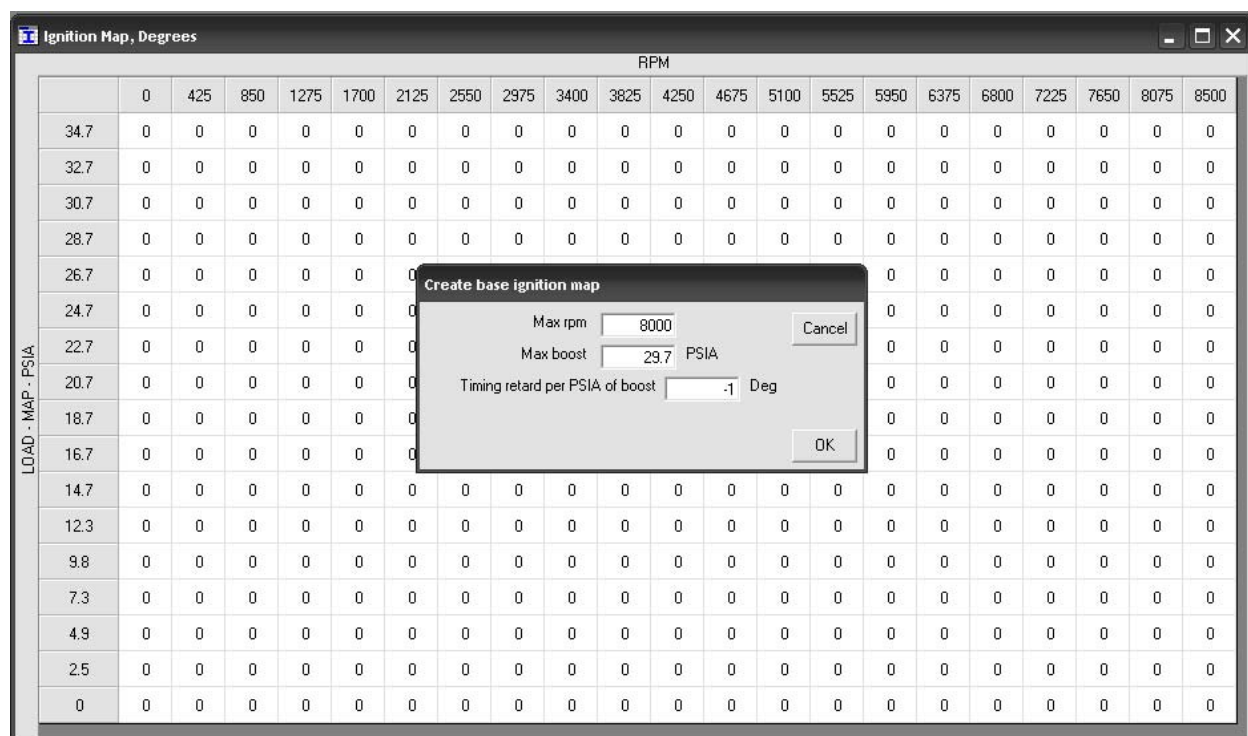 Ignition Map, Degrees
RPM
0 425 850 1275 1700 2125 2550 2975 3400 3825 4250 4675 5100 5525 5950 6375 6800 7225 7650 8075 8500
LOAD - MAP - PSIA
34.7 0 0 0 0 0 0 0 0 0 0 0 0 0 0 0 0 0 0 0 0 0
32.7 0 0 0 0 0 0 0 0 0 0 0 0 0 0 0 0 0 0 0 0 0
30.7 0 0 0 0 0 0 0 0 0 0 0 0 0 0 0 0 0 0 0 0 0
28.7 0 0 0 0 0 0 0 0 0 0 0 0 0 0 0 0 0 0 0 0 0
26.7 0 0 0 0 0 0 0 0 0 0 0 0 0
24.7 0 0 0 0 0 0 0 0 0 0 0 0 0
22.7 0 0 0 0 0 0 0 0 0 0 0 0 0
20.7 0 0 0 0 0 0 0 0 0 0 0 0 0
18.7 0 0 0 0 0 0 0 0 0 0 0 0 0
16.7 0 0 0 0 0 0 0 0 0 0 0 0 0
14.7 0 0 0 0 0 0 0 0 0 0 0 0 0 0 0 0 0 0 0 0 0
12.3 0 0 0 0 0 0 0 0 0 0 0 0 0 0 0 0 0 0 0 0 0
9.8 0 0 0 0 0 0 0 0 0 0 0 0 0 0 0 0 0 0 0 0 0
7.3 0 0 0 0 0 0 0 0 0 0 0 0 0 0 0 0 0 0 0 0 0
4.9 0 0 0 0 0 0 0 0 0 0 0 0 0 0 0 0 0 0 0 0 0
2.5 0 0 0 0 0 0 0 0 0 0 0 0 0 0 0 0 0 0 0 0 0
0 0 0 0 0 0 0 0 0 0 0 0 0 0 0 0 0 0 0 0 0 0
Create base ignition map
Max rpm 8000
Cancel
Max boost 29.7 PSIA
Timing retard per PSIA of boost -1 Deg
OK